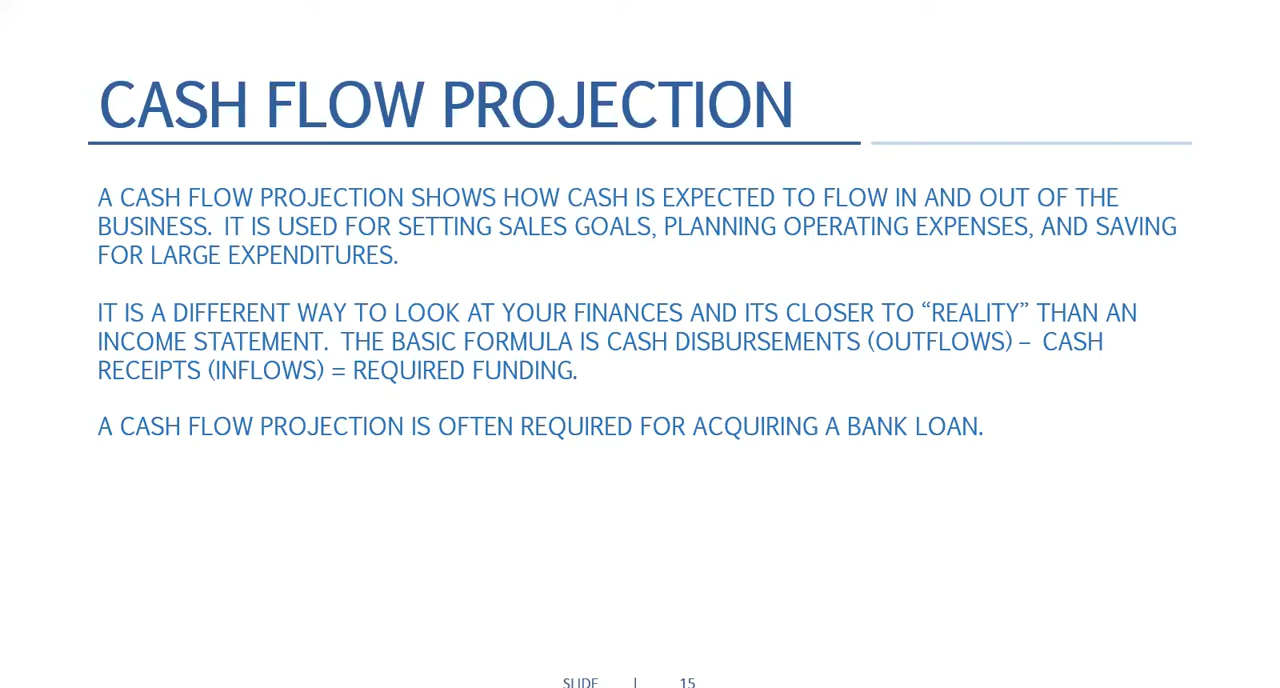 CASH FLOW PROJECTION
A CASH FLOW PROJECTION SHOWS HOW CASH IS EXPECTED TO FLOW IN AND OUT OF THE
BUSINESS.  IT IS USED FOR SETTING SALES GOALS, PLANNING OPERATING EXPENSES, AND SAVING
FOR LARGE EXPENDITURES.
IT IS A DIFFERENT WAY TO LOOK AT YOUR FINANCES AND ITS CLOSER TO “REALITY” THAN AN
INCOME STATEMENT.  THE BASIC FORMULA IS CASH DISBURSEMENTS (OUTFLOWS) –  CASH
RECEIPTS (INFLOWS) = REQUIRED FUNDING.
A CASH FLOW PROJECTION IS OFTEN REQUIRED FOR ACQUIRING A BANK LOAN.
SLIDE | 15